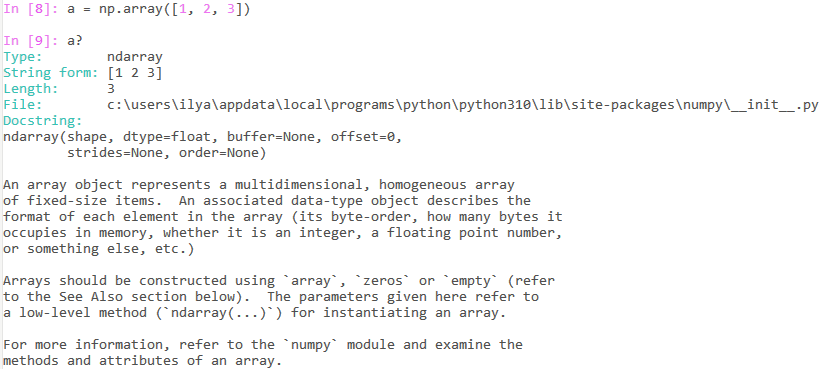 In [8]: a = np.array([1, 2, 3])
In [9]: a?
Type:        ndarray
String form: [1 2 3]
Length:      3
File:        c:\users\ilya\appdata\local\programs\python\python310\lib\site-packages\numpy\__init__.py
Docstring:
ndarray(shape, dtype=float, buffer=None, offset=0,
        strides=None, order=None)
An array object represents a multidimensional, homogeneous array
of fixed-size items.  An associated data-type object describes the
format of each element in the array (its byte-order, how many bytes it
occupies in memory, whether it is an integer, a floating point number,
or something else, etc.)
Arrays should be constructed using `array`, `zeros` or `empty` (refer
to the See Also section below).  The parameters given here refer to
a low-level method (`ndarray(...)`) for instantiating an array.
For more information, refer to the `numpy` module and examine the
methods and attributes of an array.